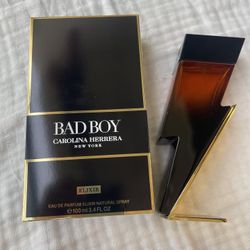 BAD BOY
CAROLINA HERRERA
NEW YORK
ELIXIR
EAU DE PARFUM ELIXIR NATURAL SPRAY
℮100 ml 3.4 FL. OZ